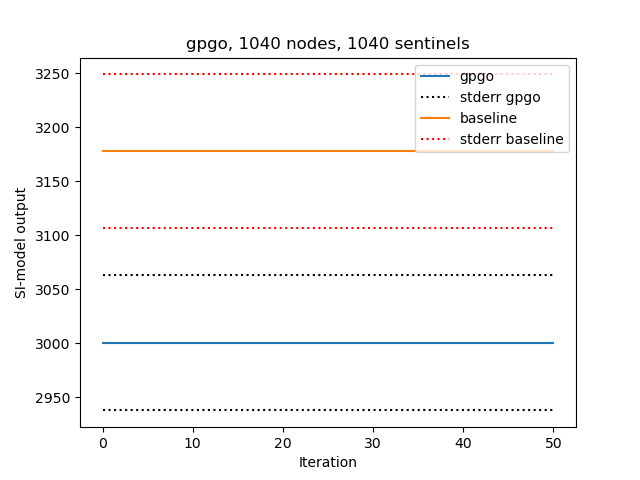 gpgo, 1040 nodes, 1040 sentinels
3250
3200
3150
3100
3050
3000
2950
SI-model output
gpgo
stderr gpgo
baseline
stderr baseline
0 10 20 30 40 50
Iteration